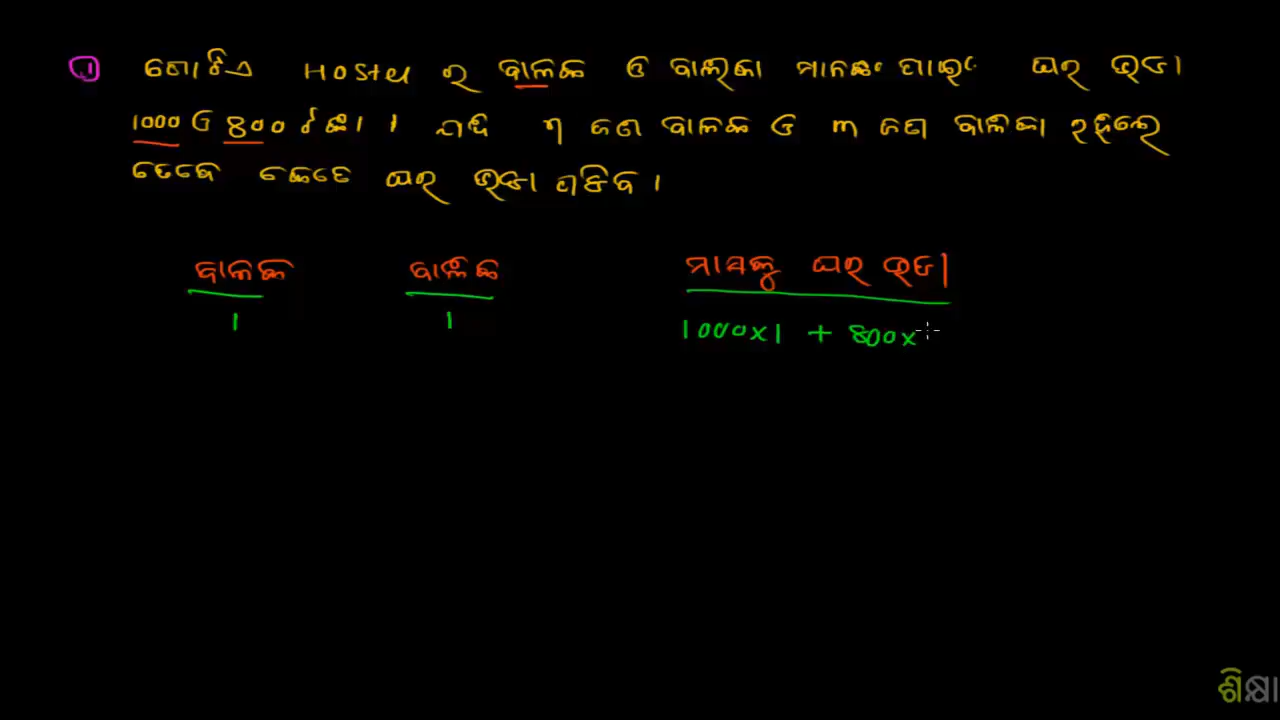 ୧) ଗୋଟିଏ Hostel ର ବାଳକ ଓ ବାଳିକା ମାନଙ୍କ ପାଇଁ ଘର ଭଡା
1000 ଓ 800 ଟଙ୍କା । ଯଦି n ଜଣ ବାଳକ ଓ m ଜଣ ବାଳିକା ରହିଲେ
ତେବେ କେତେ ଘର ଭଡା ପଡିବ ।
ବାଳକ ବାଳିକା ମାସକୁ ଘର ଭଡା
1 1 1000x1 + 800x
ଶିକ୍ଷା